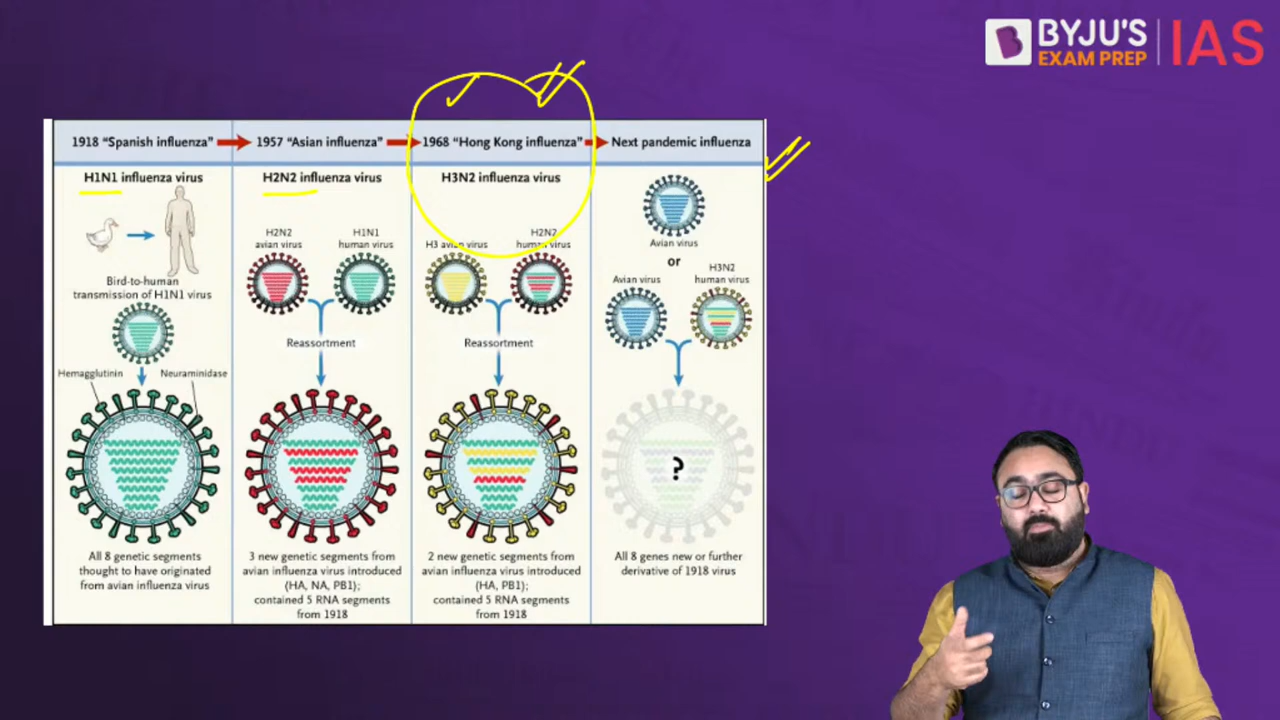 BYJU'S
EXAM PREP
IAS
1918 "Spanish influenza"
H1N1 influenza virus
Bird-to-human
transmission of H1N1 virus
Hemagglutinin
Neuraminidase
All 8 genetic segments
thought to have originated
from avian influenza virus
1957 "Asian influenza"
H2N2 influenza virus
H2N2
avian virus
H1N1
human virus
Reassortment
3 new genetic segments from
avian influenza virus introduced
(HA, NA, PB1);
contained 5 RNA segments
from 1918
1968 "Hong Kong influenza"
H3N2 influenza virus
H3 avian virus
H2N2
human virus
Reassortment
2 new genetic segments from
avian influenza virus introduced
(HA, PB1);
contained 5 RNA segments
from 1918
Next pandemic influenza
Avian virus
or
Avian virus
H3N2
human virus
?
All 8 genes new or further
derivative of 1918 virus